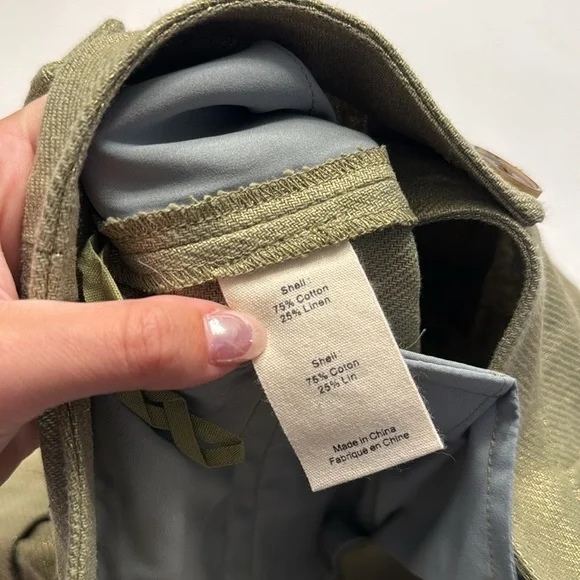 Shell:
75% Cotton
25% Linen
Shell
75% Coton
25% Lin
Made in China
Fabriqué en Chine